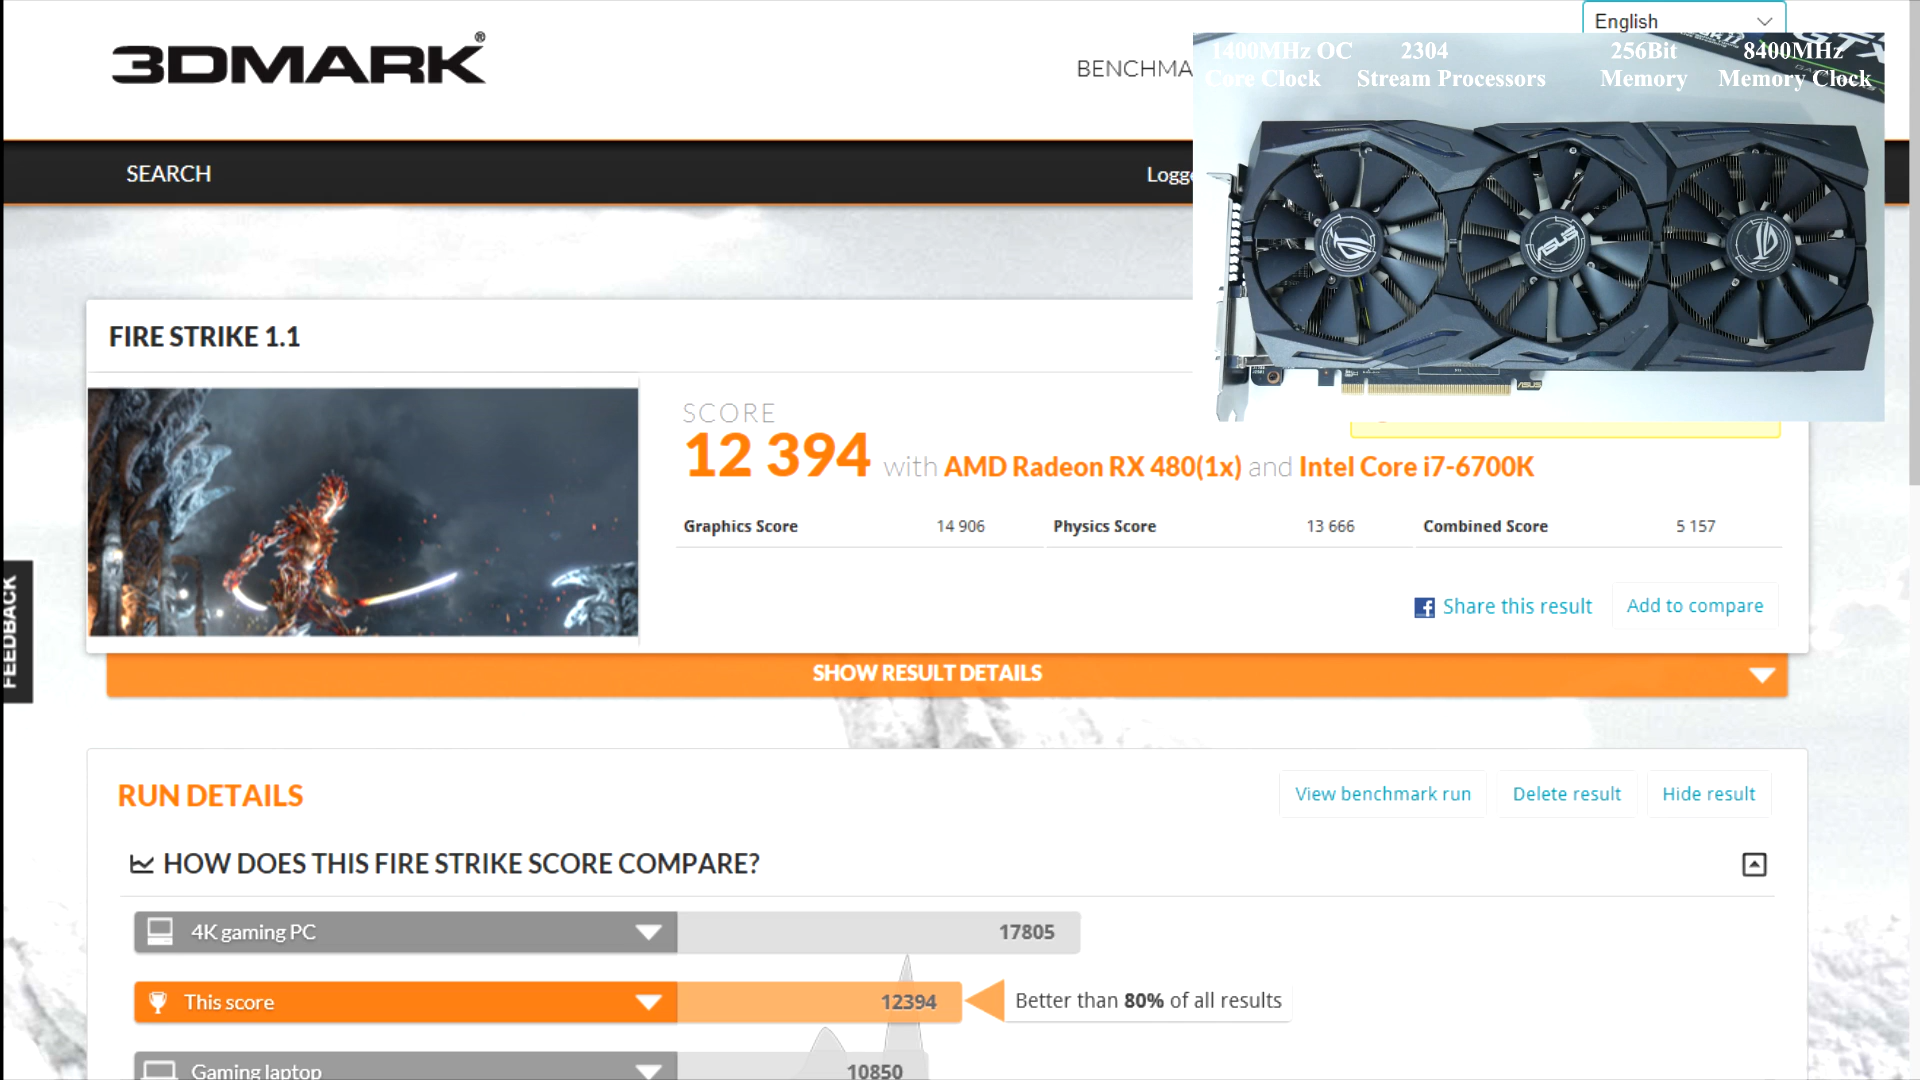 English
3DMARK®
BENCHMA
1400MHz OC 2304 256Bit 8400MHz
Core Clock Stream Processors Memory Memory Clock
SEARCH
Logge
ASUS
ASUS
FIRE STRIKE 1.1
SCORE
12 394 with AMD Radeon RX 480(1x) and Intel Core i7-6700K
Graphics Score 14 906 Physics Score 13 666 Combined Score 5 157
Share this result Add to compare
FEEDBACK
SHOW RESULT DETAILS
RUN DETAILS
View benchmark run Delete result Hide result
HOW DOES THIS FIRE STRIKE SCORE COMPARE?
4K gaming PC 17805
This score 12394 Better than 80% of all results
Gaming laptop 10850